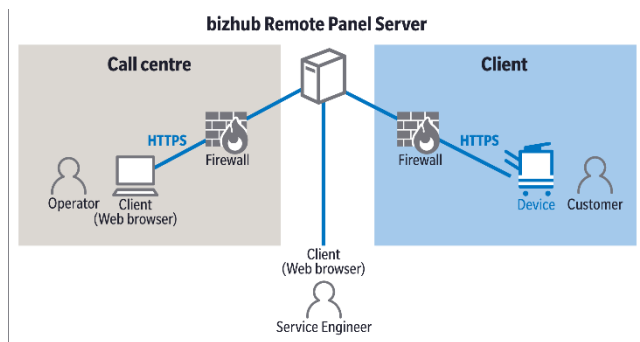 bizhub Remote Panel Server
Call centre
Client
HTTPS
Firewall
Firewall
HTTPS
Operator
Client
(Web browser)
Device
Customer
Client
(Web browser)
Service Engineer